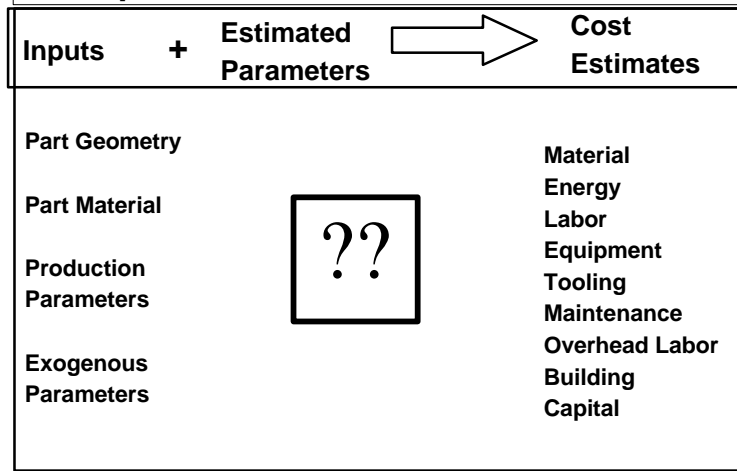 Inputs + Estimated Parameters Cost Estimates
Part Geometry
Part Material
Production
Parameters
Exogenous
Parameters
??
Material
Energy
Labor
Equipment
Tooling
Maintenance
Overhead Labor
Building
Capital